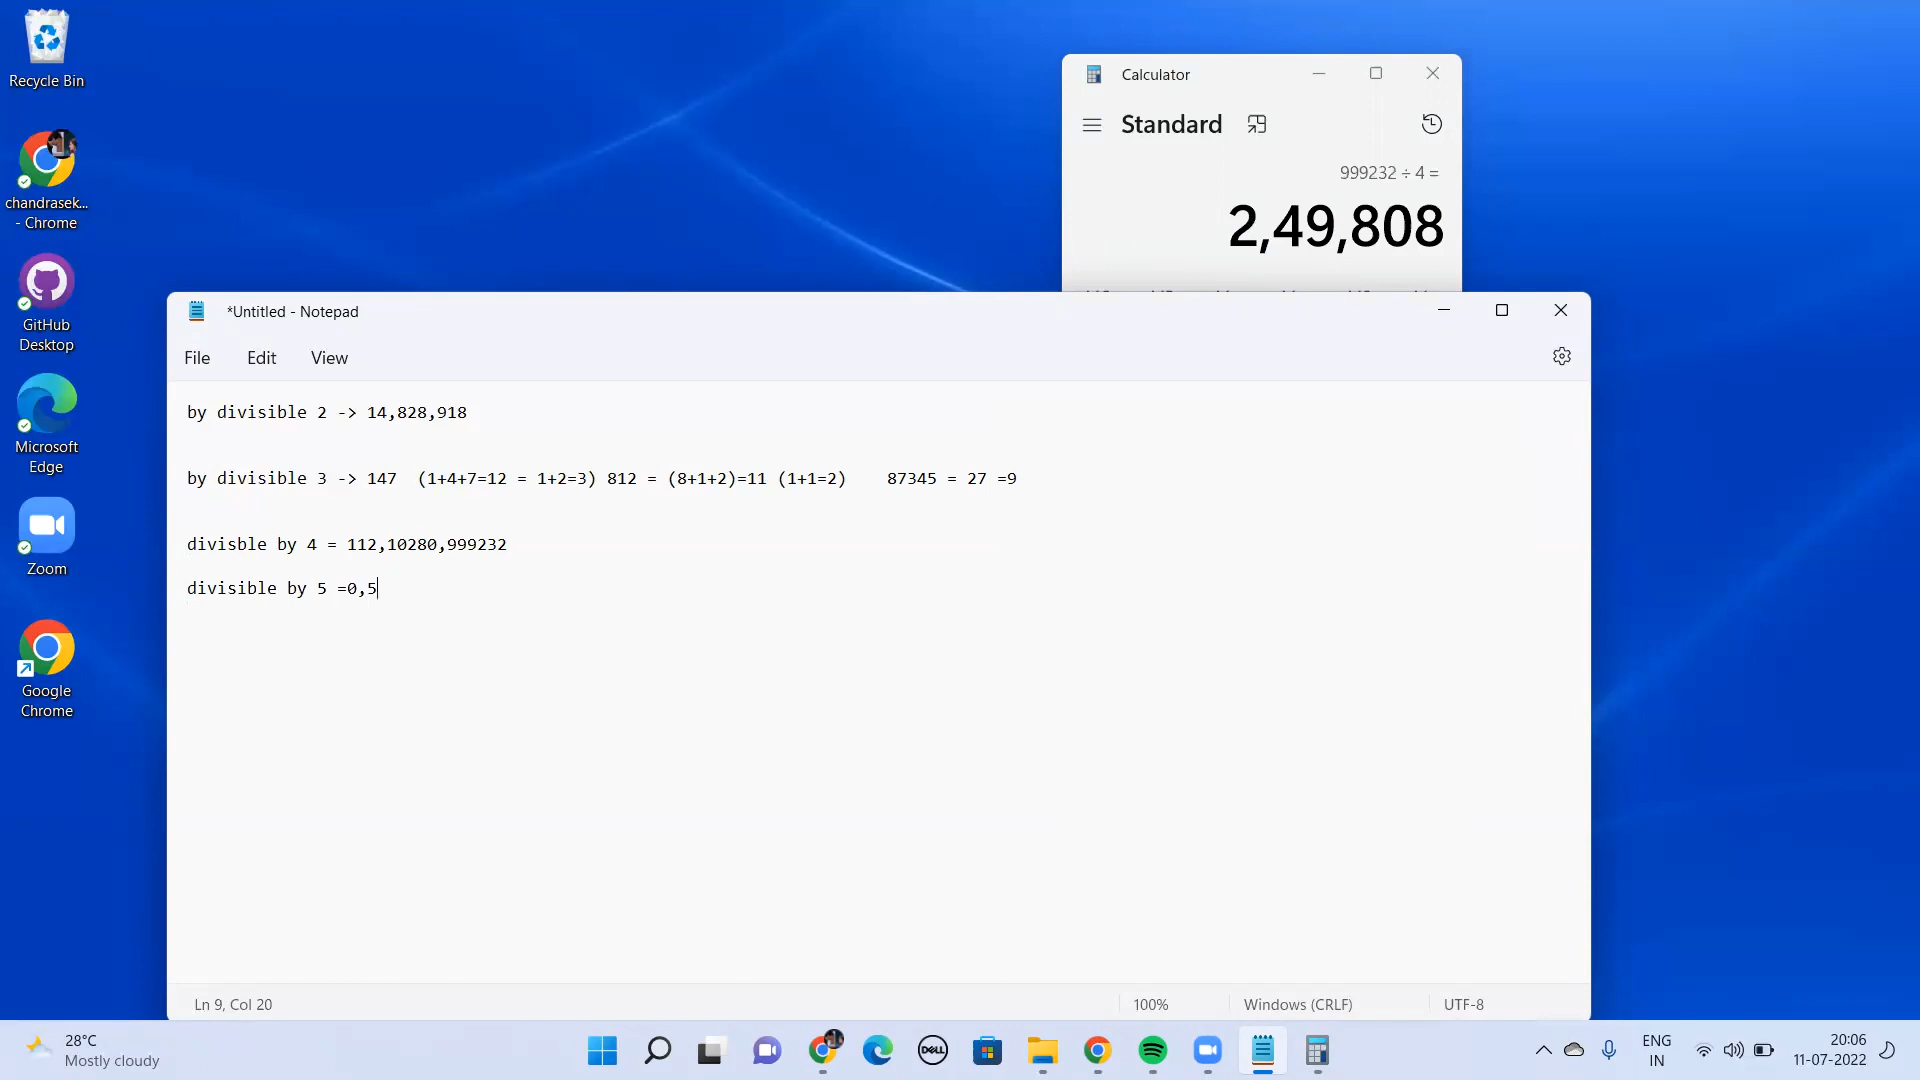 Recycle Bin
chandrasek...
- Chrome
GitHub
Desktop
Microsoft
Edge
Zoom
Google
Chrome
Calculator
Standard
999232 ÷ 4 =
2,49,808
*Untitled - Notepad
File Edit View
by divisible 2 -> 14,828,918
by divisible 3 -> 147  (1+4+7=12 = 1+2=3) 812 = (8+1+2)=11 (1+1=2)    87345 = 27 =9
divisble by 4 = 112,10280,999232
divisible by 5 =0,5
Ln 9, Col 20
100%
Windows (CRLF)
UTF-8
28°C
Mostly cloudy
DELL
ENG
IN
20:06
11-07-2022